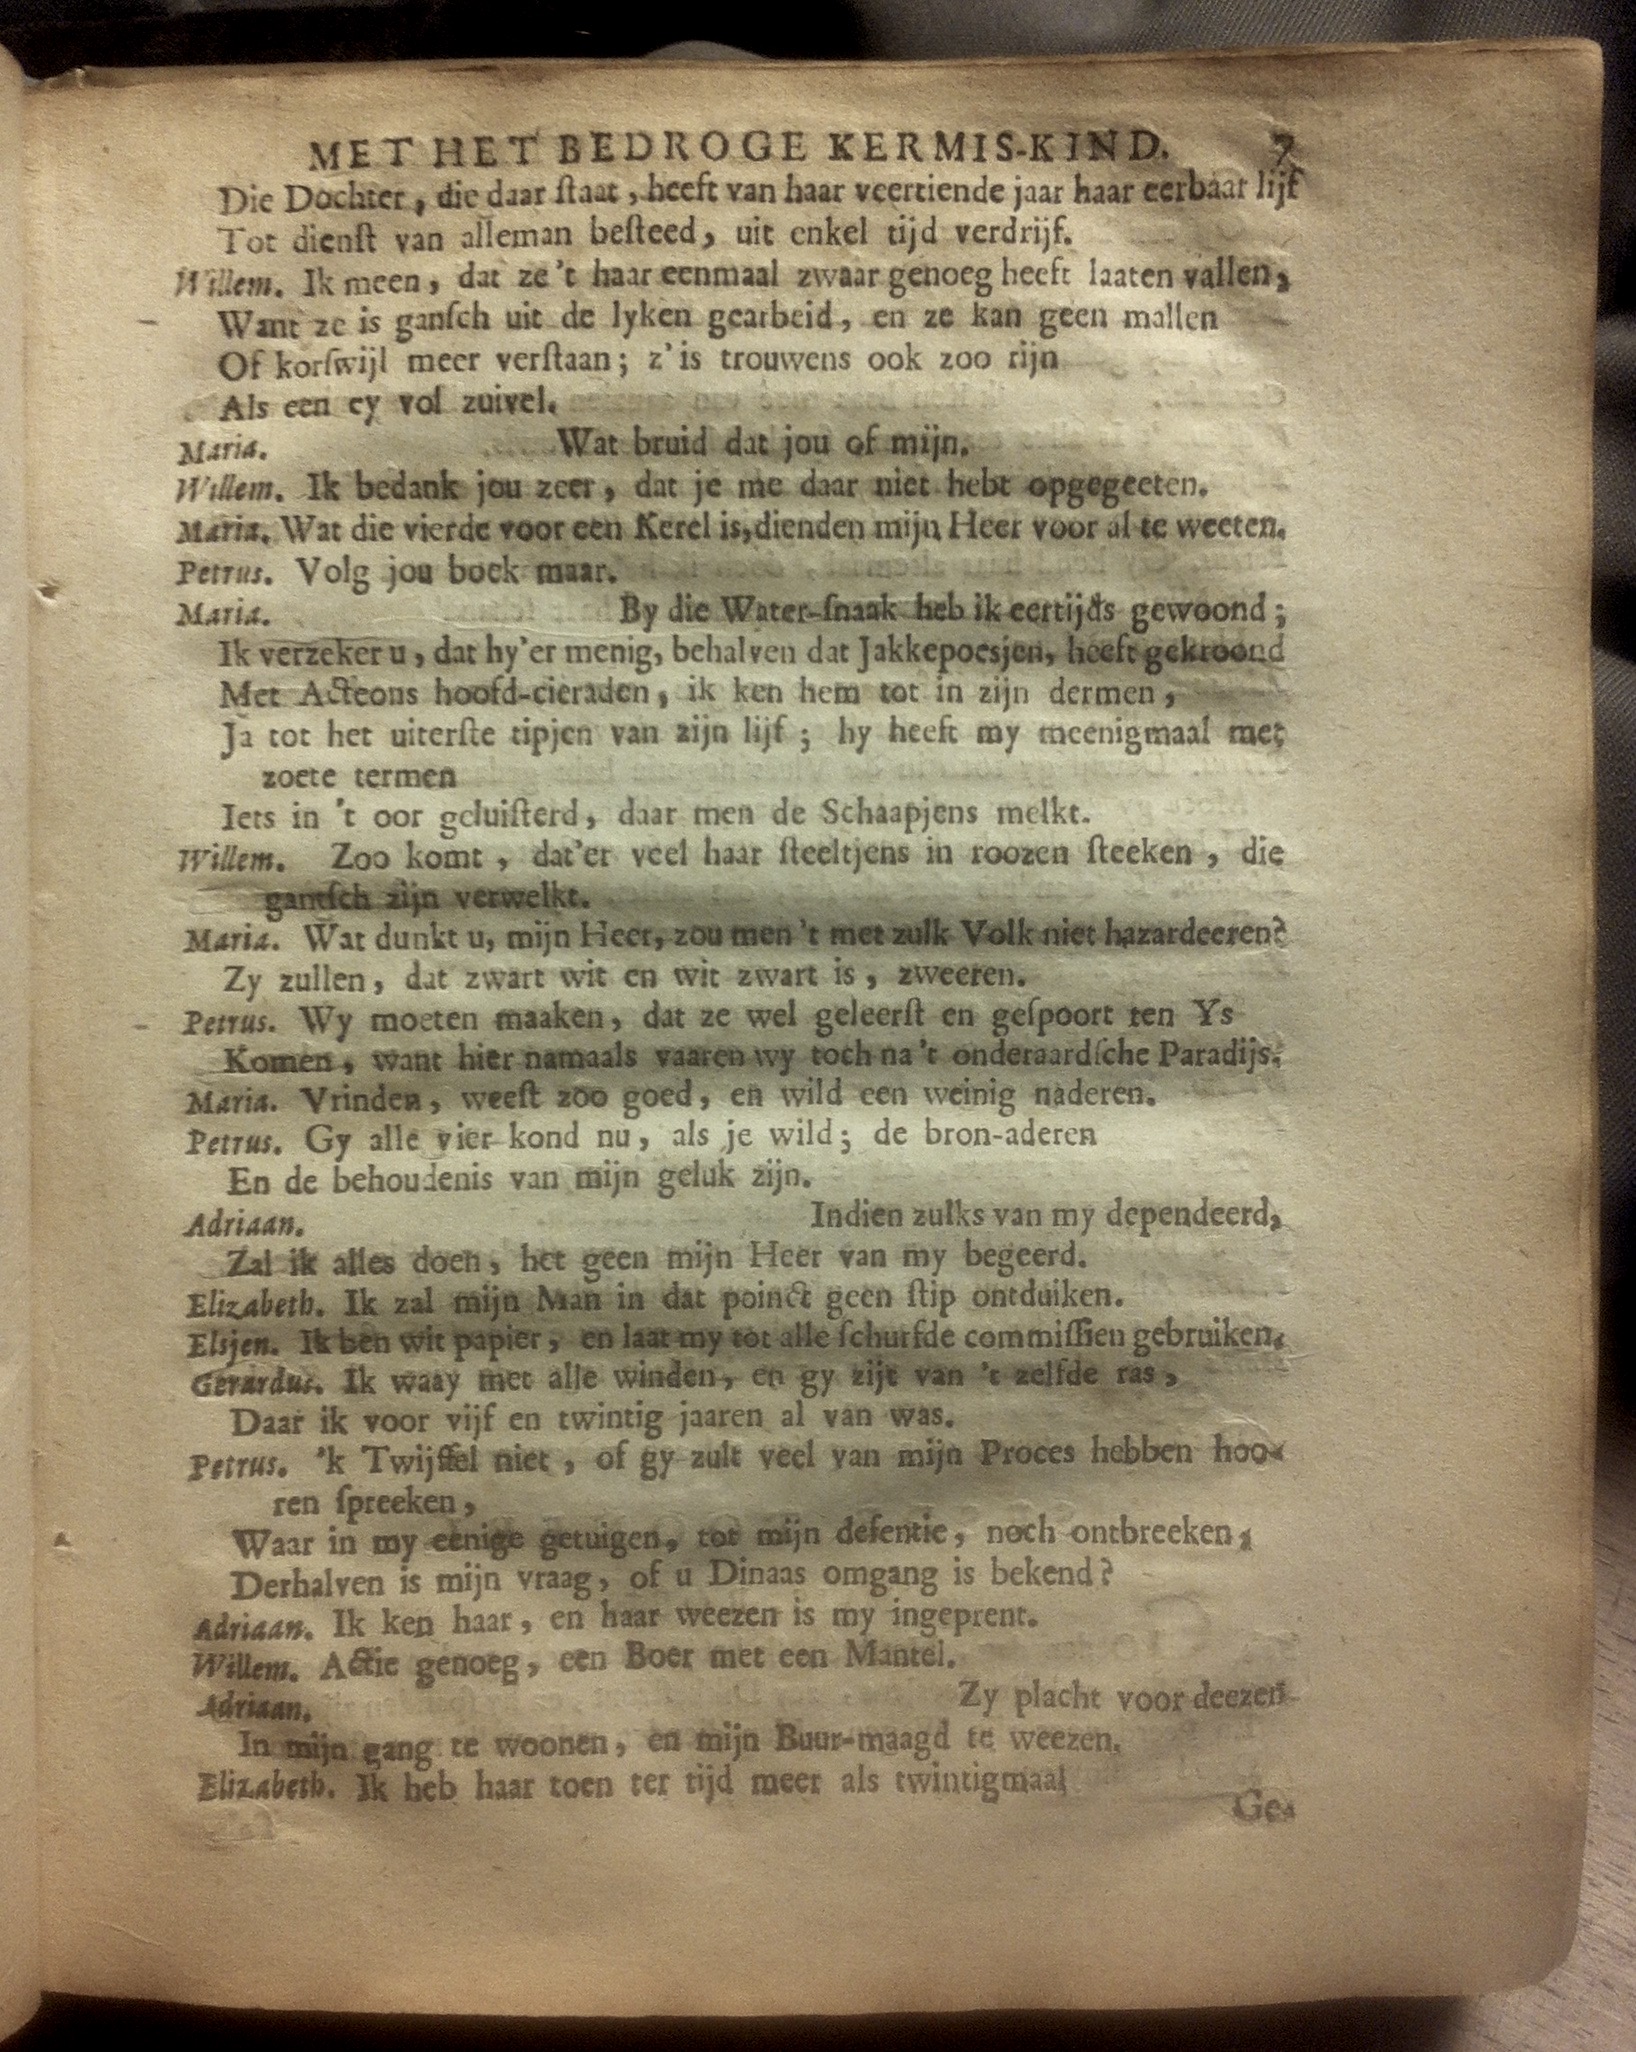 MET HET BEDROGE KERMIS-KIND. 7
Die Dochter, die daar ſtaat, heeft van haar veertiende jaar haar eerbaar lijf
Tot dienſt van alleman beſteed, uit enkel tijd verdrijf.
Willem. Ik meen, dat ze 't haar eenmaal zwaar genoeg heeft laaten vallen,
Want ze is ganſch uit de lyken gearbeid, en ze kan geen mallen
Of korſwijl meer verſtaan; z'is trouwens ook zoo rijn
Als een ey vol zuivel.
Maria. Wat bruid dat jou of mijn.
Willem. Ik bedank jou zeer, dat je me daar niet hebt opgegeeten.
Maria. Wat die vierde voor een Kerel is, dienden mijn Heer voor al te weeten.
Petrus. Volg jou boek maar.
Maria. By die Water-ſnaak heb ik eertijds gewoond;
Ik verzeker u, dat hy'er menig, behalven dat Jakkepoesjen, heeft gekroond
Met Acteons hoofd-cieraden, ik ken hem tot in zijn dermen,
Ja tot het uiterſte tipjen van zijn lijf; hy heeft my meenigmaal met
zoete termen
Iets in 't oor geluiſterd, daar men de Schaapjens melkt.
Willem. Zoo komt, dat'er veel haar ſteeltjens in roozen ſteeken, die
gantſch zijn verwelkt.
Maria. Wat dunkt u, mijn Heer, zou men 't met zulk Volk niet hazardeeren?
Zy zullen, dat zwart wit en wit zwart is, zweeren.
Petrus. Wy moeten maaken, dat ze wel geleerſt en geſpoort ten Ys
Komen, want hier namaals vaaren wy toch na 't onderaardſche Paradijs.
Maria. Vrinden, weeſt zoo goed, en wild een weinig naderen.
Petrus. Gy alle vier kond nu, als je wild; de bron-aderen
En de behoudenis van mijn geluk zijn.
Adriaan. Indien zulks van my dependeerd,
Zal ik alles doen, het geen mijn Heer van my begeerd.
Elizabeth. Ik zal mijn Man in dat poinct geen ſtip ontduiken.
Elsjen. Ik ben wit papier, en laat my tot alle ſchurfde commiſſien gebruiken.
Gerardus. Ik waay met alle winden, en gy zijt van 't zelfde ras,
Daar ik voor vijf en twintig jaaren al van was.
Petrus. 'k Twijffel niet, of gy zult veel van mijn Proces hebben hoo-
ren ſpreeken,
Waar in my eenige getuigen, tot mijn defentie, noch ontbreeken,
Derhalven is mijn vraag, of u Dinaas omgang is bekend?
Adriaan. Ik ken haar, en haar weezen is my ingeprent.
Willem. Actie genoeg, een Boer met een Mantel.
Adriaan. Zy placht voor deezen
In mijn gang te woonen, en mijn Buur-maagd te weezen.
Elizabeth. Ik heb haar toen ter tijd meer als twintigmaal
Ge-